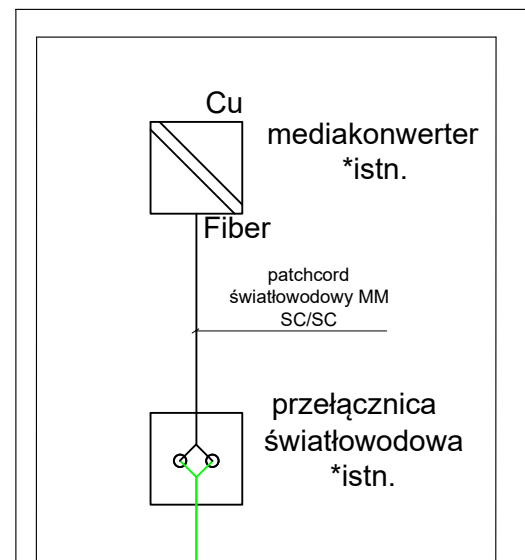 Cu
mediakonwerter
*istn.
Fiber
patchcord
światłowodowy MM
SC/SC
przełącznica
światłowodowa
*istn.